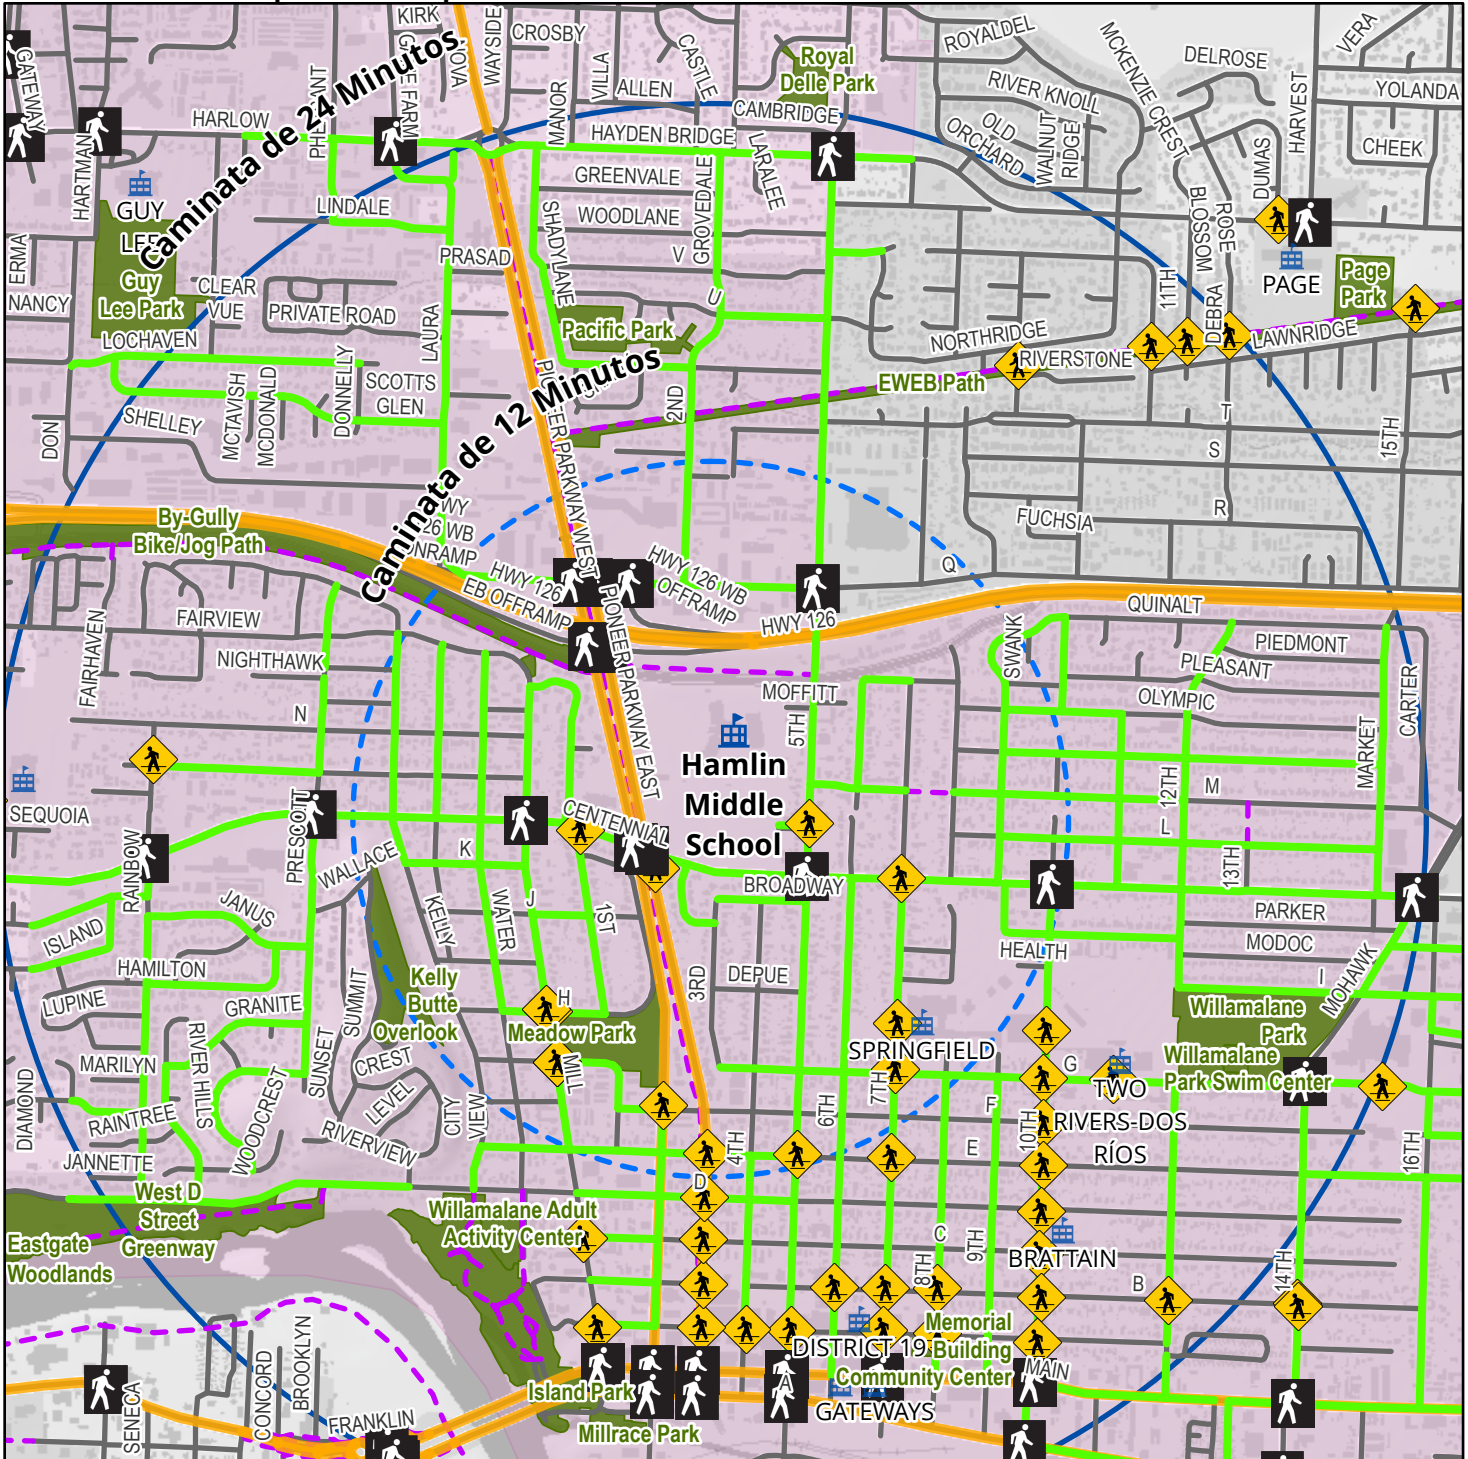 KIRK
CROSBY
WAYSIDE
VILLA
CASTLE
ROYALDEL
MCKENZIE CREST
DELROSE
VERA
GATEWAY
Caminata de 24 Minutos
ALLEN
Royal
Delle Park
RIVER KNOLL
HARVEST
YOLANDA
HARLOW
MANOR
CAMBRIDGE
HAYDEN BRIDGE
OLD
ORCHARD
WALNUT
RIDGE
DUMAS
CHEEK
HARTMAN
GUY
LEE
Guy
Lee Park
LINDALE
GREENVALE
WOODLANE
GROVEDALE
LARALEE
V
U
BLOSSOM
ROSE
PAGE
Page
Park
ERMA
NANCY
CLEAR
VUE
PRIVATE ROAD
PRASAD
SHADYLANE
LAURA
LOCHAVEN
Pacific Park
11TH
DEBRA
NORTHRIDGE
RIVERSTONE
LAWNRIDGE
EWEB Path
Caminata de 12 Minutos
PIONEER PARKWAY WEST
2ND
SCOTTS
GLEN
DONNELLY
MCTAVISH
MCDONALD
SHELLEY
DON
T
S
R
15TH
FUCHSIA
Q
By-Gully
Bike/Jog Path
HWY 126
EB OFFRAMP
HWY 126 WB
OFFRAMP
HWY 126
QUINALT
FAIRVIEW
FAIRHAVEN
NIGHTHAWK
N
PIONEER PARKWAY EAST
MOFFITT
5TH
SWANK
PIEDMONT
PLEASANT
OLYMPIC
CARTER
MARKET
Hamlin
Middle
School
SEQUOIA
RAINBOW
PRESCOTT
WALLACE
CENTENNIAL
K
J
BROADWAY
M
L
12TH
13TH
PARKER
MODOC
HEALTH
I
MOHAWK
ISLAND
JANUS
HAMILTON
LUPINE
GRANITE
KELLY
WATER
1ST
3RD
DEPUE
SUMMIT
Kelly
Butte
Overlook
H
Meadow Park
Willamalane
Park
Willamalane
Park Swim Center
SPRINGFIELD
MARILYN
RIVER HILLS
SUNSET
CREST
LEVEL
MILL
7TH
G
TWO
RIVERS-DOS
RÍOS
DIAMOND
RAINTREE
WOODCREST
RIVERVIEW
CITY
VIEW
6TH
F
E
10TH
4TH
16TH
JANNETTE
West D
Street
Greenway
D
Willamalane Adult
Activity Center
Eastgate
Woodlands
C
9TH
8TH
BRATTAIN
B
14TH
Memorial
Building
Community Center
DISTRICT 19
MAIN
A
GATEWAYS
Island Park
Millrace Park
SENECA
CONCORD
BROOKLYN
FRANKLIN